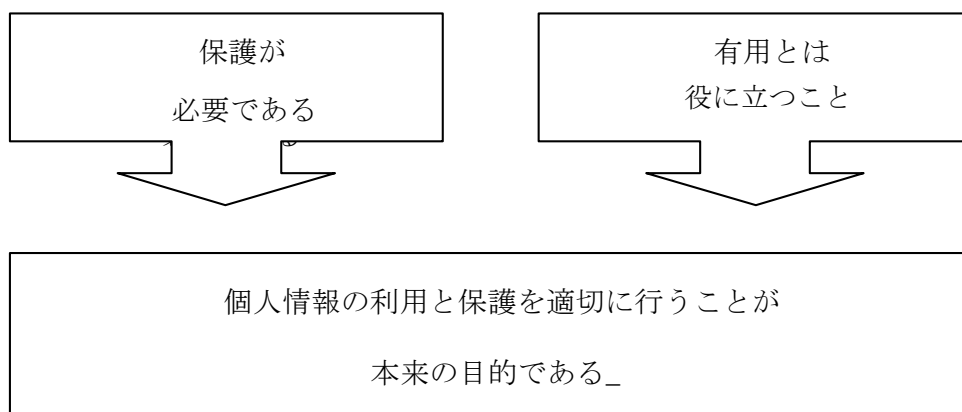 保護が
必要である
有用とは
役に立つこと
個人情報の利用と保護を適切に行うことが
本来の目的である_